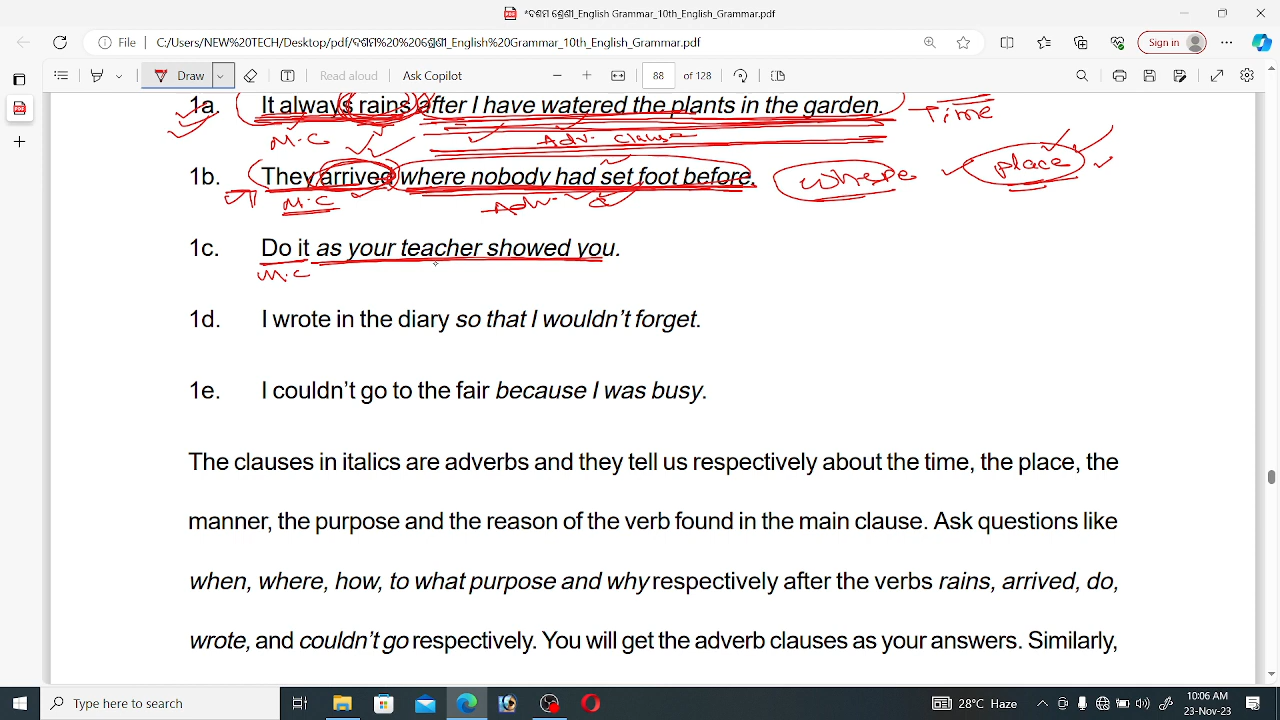 English Grammar_10th_English_Grammar.pdf
File C:/Users/NEW%20TECH/Desktop/pdf/ English%20Grammar_10th_English_Grammar.pdf Sign in
Draw Read aloud Ask Copilot 88 of 128
1a. It always rains after I have watered the plants in the garden. Time
M.C Adv. clause
1b. They arrived where nobody had set foot before. where place
M.C Adv. cl
1c. Do it as your teacher showed you.
M.C
1d. I wrote in the diary so that I wouldn't forget.
1e. I couldn't go to the fair because I was busy.
The clauses in italics are adverbs and they tell us respectively about the time, the place, the
manner, the purpose and the reason of the verb found in the main clause. Ask questions like
when, where, how, to what purpose and why respectively after the verbs rains, arrived, do,
wrote, and couldn't go respectively. You will get the adverb clauses as your answers. Similarly,
Type here to search 28°C Haze 10:06 AM
23-Nov-23